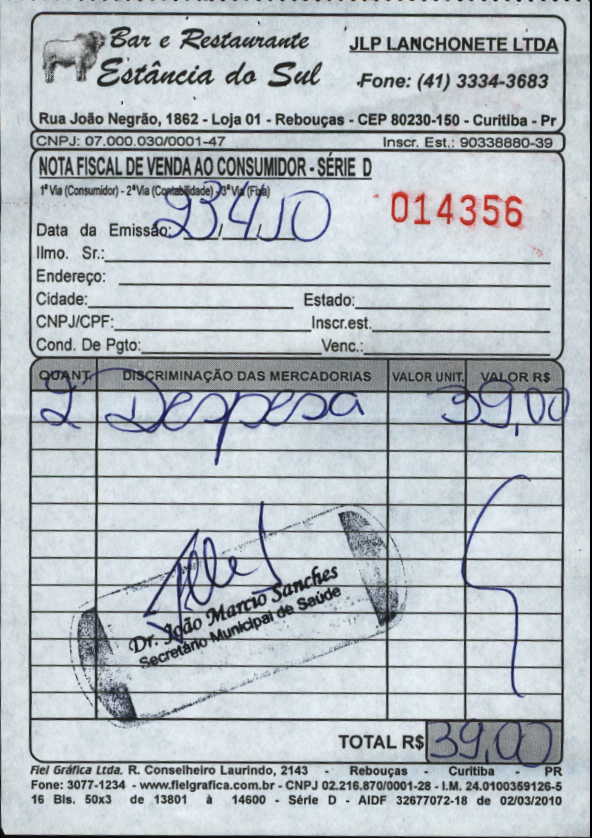 Bar e Restaurante
Estância do Sul
JLP LANCHONETE LTDA
Fone: (41) 3334-3683
Rua João Negrão, 1862 - Loja 01 - Rebouças - CEP 80230-150 - Curitiba - Pr
CNPJ: 07.000.030/0001-47 Inscr. Est.: 90338880-39
NOTA FISCAL DE VENDA AO CONSUMIDOR - SÉRIE D
1ª Via (Consumidor) - 2ª Via (Contabilidade) - 3ª Via (Fixa)
014356
Data da Emissão: 23/4/10
Ilmo. Sr.:
Endereço:
Cidade: Estado:
CNPJ/CPF: Inscr.est.
Cond. De Pgto: Venc.:
QUANT. DISCRIMINAÇÃO DAS MERCADORIAS VALOR UNIT. VALOR R$
2 Despesa 39,00
Dr. João Marcio Sanches
Secretário Municipal de Saúde
TOTAL R$ 39,00
Fiel Gráfica Ltda. R. Conselheiro Laurindo, 2143 - Rebouças - Curitiba - PR
Fone: 3077-1234 - www.fielgrafica.com.br - CNPJ 02.216.870/0001-28 - I.M. 24.0100359126-5
16 Bls. 50x3 de 13801 à 14600 - Série D - AIDF 32677072-18 de 02/03/2010